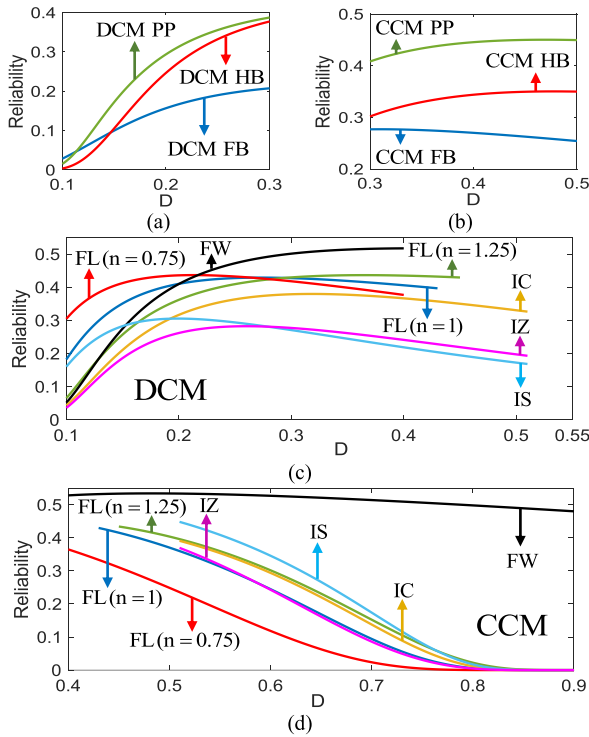 0.4
0.3
0.2
0.1
0
Reliability
DCM PP
DCM HB
DCM FB
0.1
0.2
0.3
D
(a)
0.5
0.4
0.3
0.2
Reliability
CCM PP
CCM HB
CCM FB
0.3
0.4
0.5
D
(b)
0.5
0.4
0.3
0.2
0.1
0
Reliability
FL(n=0.75)
FW
FL(n=1.25)
IC
FL(n=1)
IZ
IS
DCM
0.1
0.2
0.3
0.4
0.5
0.55
D
(c)
0.5
0.4
0.3
0.2
0.1
0
Reliability
FL(n=1.25)
IZ
IS
FW
FL(n=1)
IC
FL(n=0.75)
CCM
0.4
0.5
0.6
0.7
0.8
0.9
D
(d)